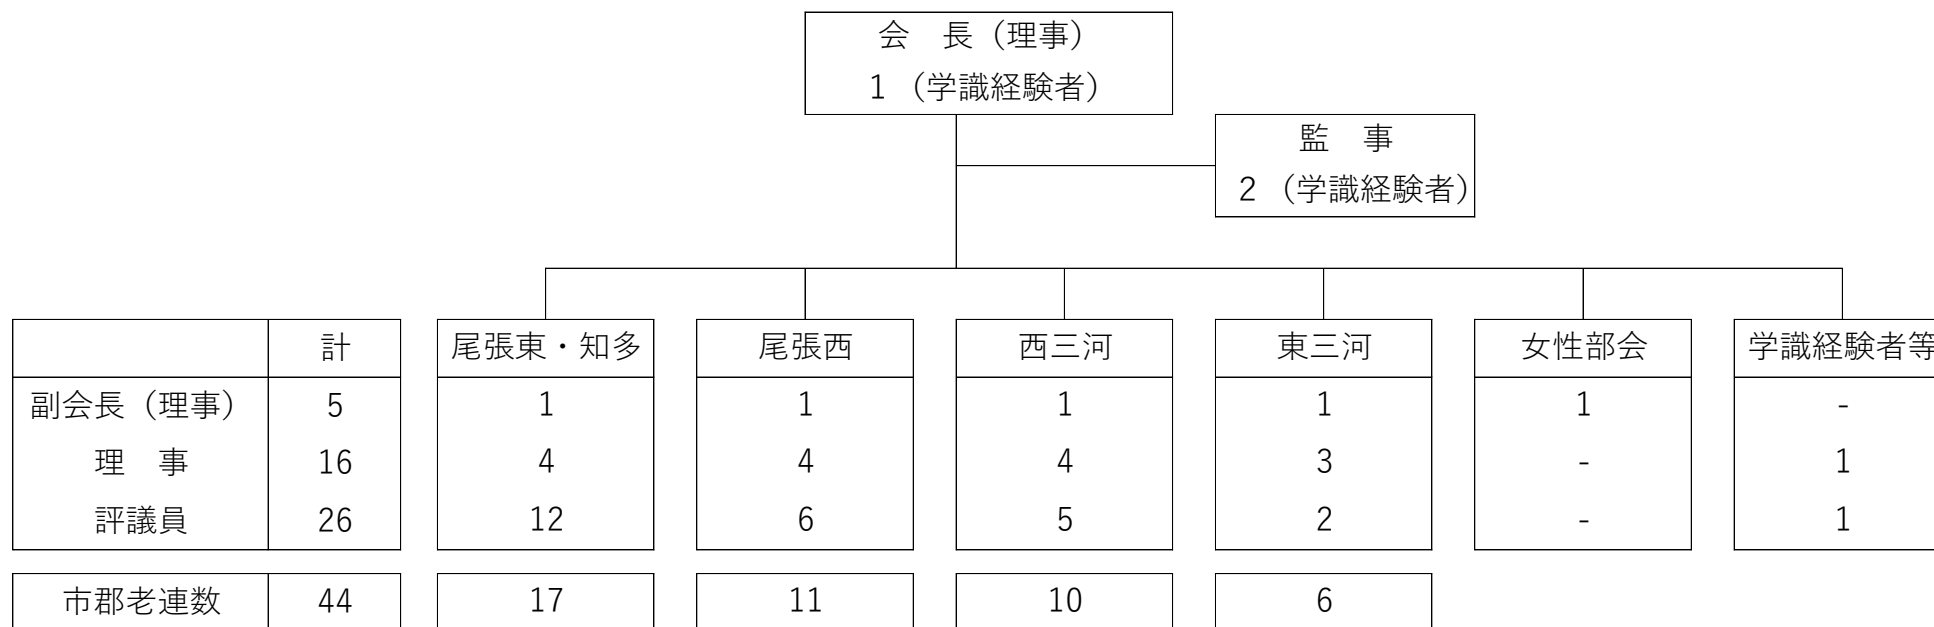 会　長（理事）
1 （学識経験者）
監　事
2 （学識経験者）
計 尾張東・知多 尾張西 西三河 東三河 女性部会 学識経験者等
副会長（理事） 5 1 1 1 1 1 -
理　事 16 4 4 4 3 - 1
評議員 26 12 6 5 2 - 1
市郡老連数 44 17 11 10 6